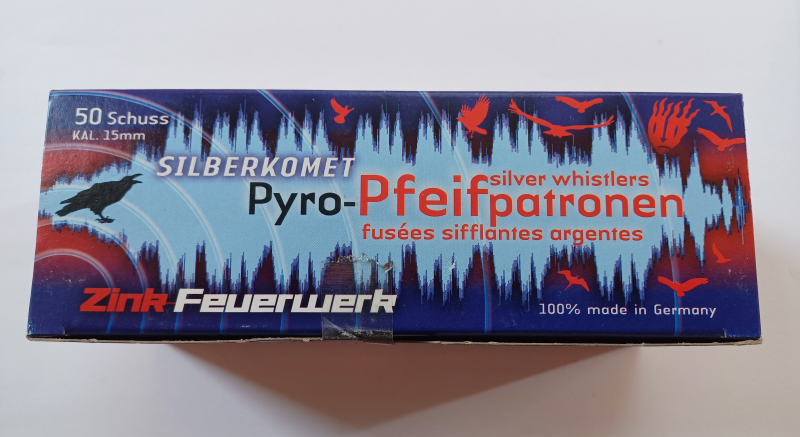 50 Schuss
KAL. 15mm
SILBERKOMET
Pyro-Pfeifpatronen
silver whistlers
fusées sifflantes argentes
Zink Feuerwerk
100% made in Germany